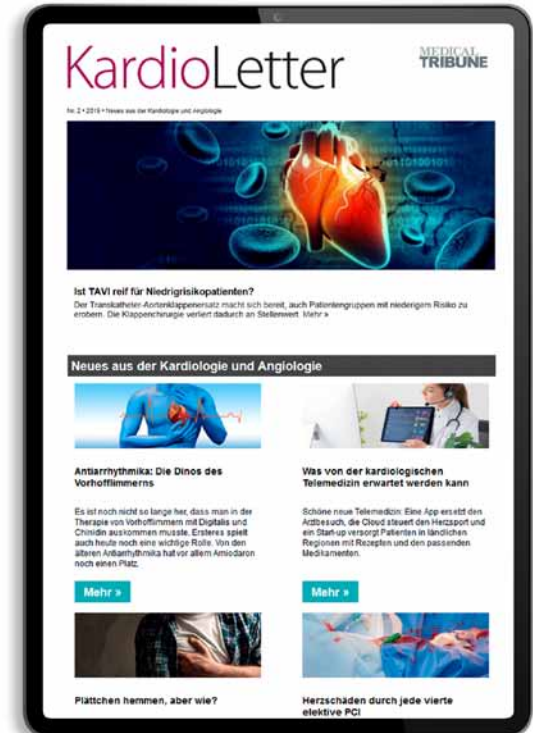 KardioLetter
MEDICAL
TRIBUNE
Nr. 2 • 2019 • Neues aus der Kardiologie und Angiologie
Ist TAVI reif für Niedrigrisikopatienten?
Der Transkatheter-Aortenklappenersatz macht sich bereit, auch Patientengruppen mit niederigem Risiko zu
erobern. Die Klappenchirurgie verliert dadurch an Stellenwert. Mehr »
Neues aus der Kardiologie und Angiologie
Antiarrhythmika: Die Dinos des
Vorhofflimmerns
Es ist noch nicht so lange her, dass man in der
Therapie von Vorhofflimmern mit Digitalis und
Chinidin auskommen musste. Ersteres spielt
auch heute noch eine wichtige Rolle. Von den
älteren Antiarrhythmika hat vor allem Amiodaron
noch einen Platz.
Mehr »
Was von der kardiologischen
Telemedizin erwartet werden kann
Schöne neue Telemedizin: Eine App ersetzt den
Arztbesuch, die Cloud steuert den Herzsport und
ein Start-up versorgt Patienten in ländlichen
Regionen mit Rezepten und den passenden
Medikamenten.
Mehr »
Plättchen hemmen, aber wie?
Herzschäden durch jede vierte
elektive PCI